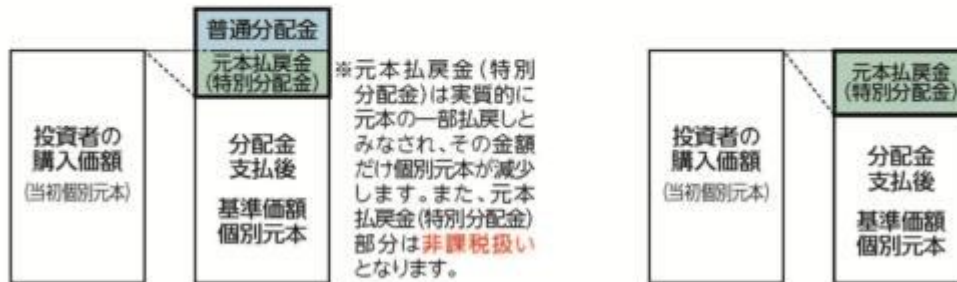 投資者の
購入価額
(当初個別元本)
普通分配金
元本払戻金
(特別分配金)
分配金
支払後
基準価額
個別元本
※元本払戻金(特別
分配金)は実質的に
元本の一部払戻しと
みなされ、その金額
だけ個別元本が減少
します。また、元本
払戻金(特別分配金)
部分は非課税扱い
となります。
投資者の
購入価額
(当初個別元本)
元本払戻金
(特別分配金)
分配金
支払後
基準価額
個別元本